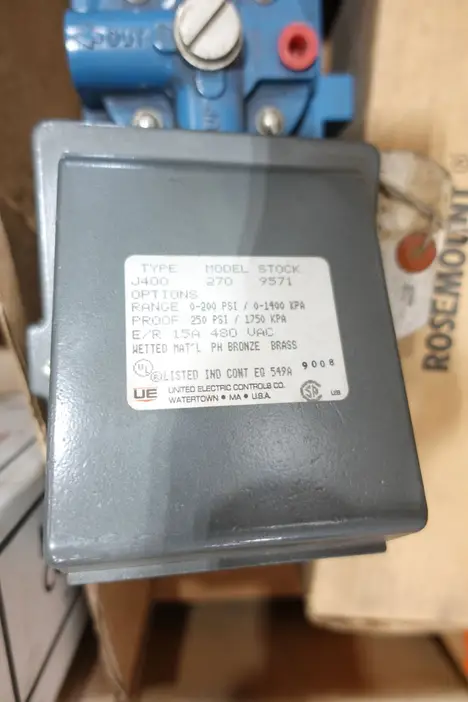 TYPE MODEL STOCK
J400 270 9571
OPTIONS
RANGE 0-200 PSI / 0-1400 KPA
PROOF 250 PSI / 1750 KPA
E/R 15A 480 VAC
WETTED MAT'L PH BRONZE BRASS
UL LISTED IND CONT EQ 549A 9008
UE UNITED ELECTRIC CONTROLS CO.
WATERTOWN • MA • U.S.A.
ROSEMOUNT